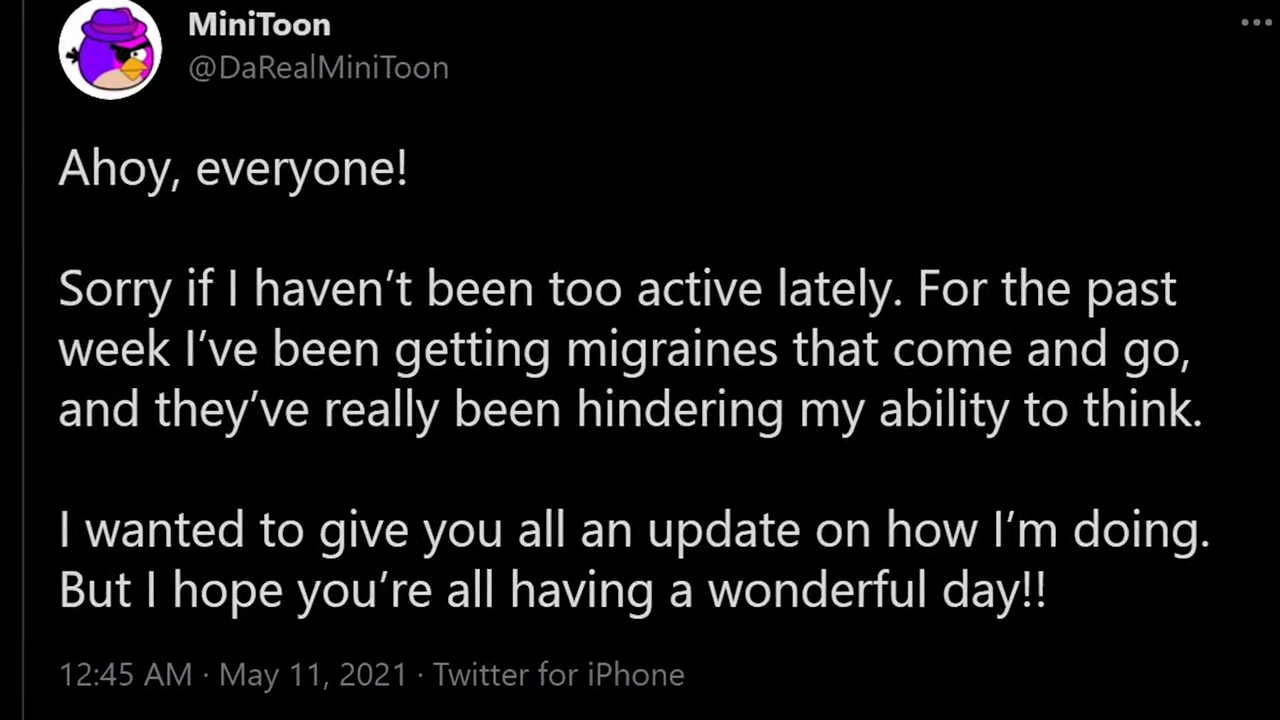 MiniToon
@DaRealMiniToon
Ahoy, everyone!
Sorry if I haven’t been too active lately. For the past
week I’ve been getting migraines that come and go,
and they’ve really been hindering my ability to think.
I wanted to give you all an update on how I’m doing.
But I hope you’re all having a wonderful day!!
12:45 AM · May 11, 2021 · Twitter for iPhone